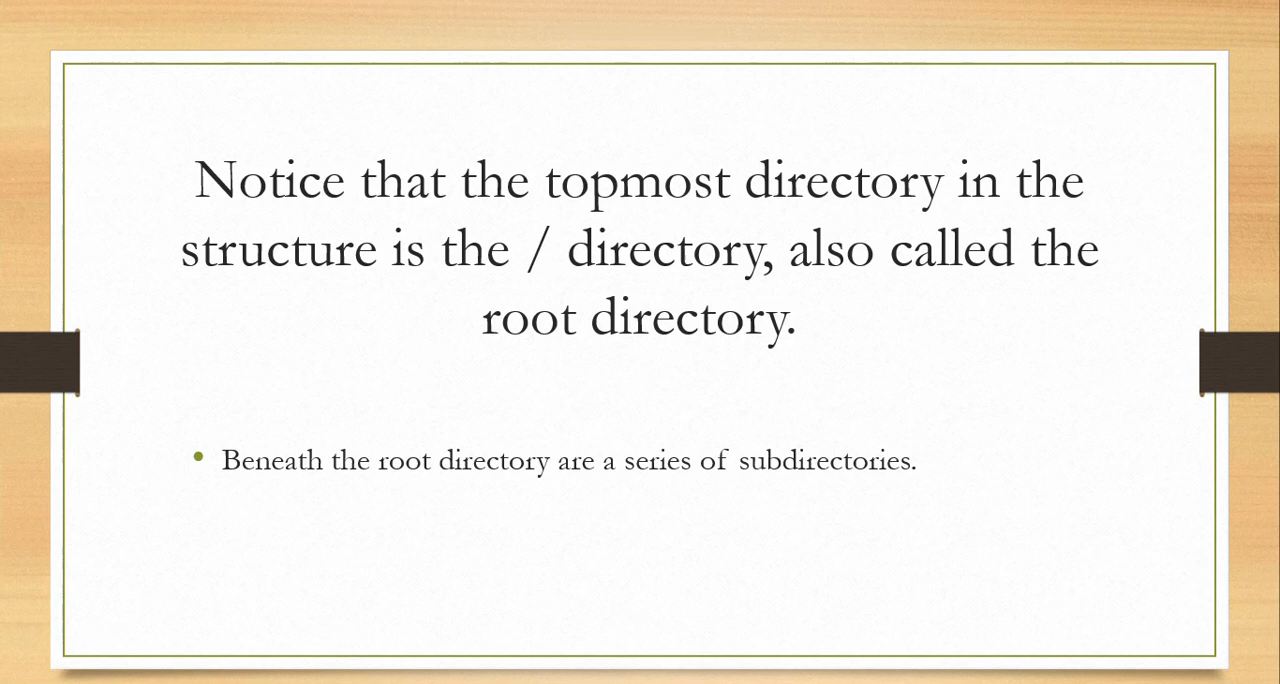 Notice that the topmost directory in the
structure is the / directory, also called the
root directory.
• Beneath the root directory are a series of subdirectories.